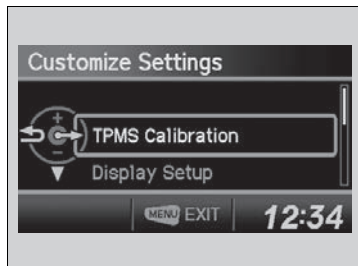 Customize Settings
TPMS Calibration
Display Setup
MENU EXIT 12:34